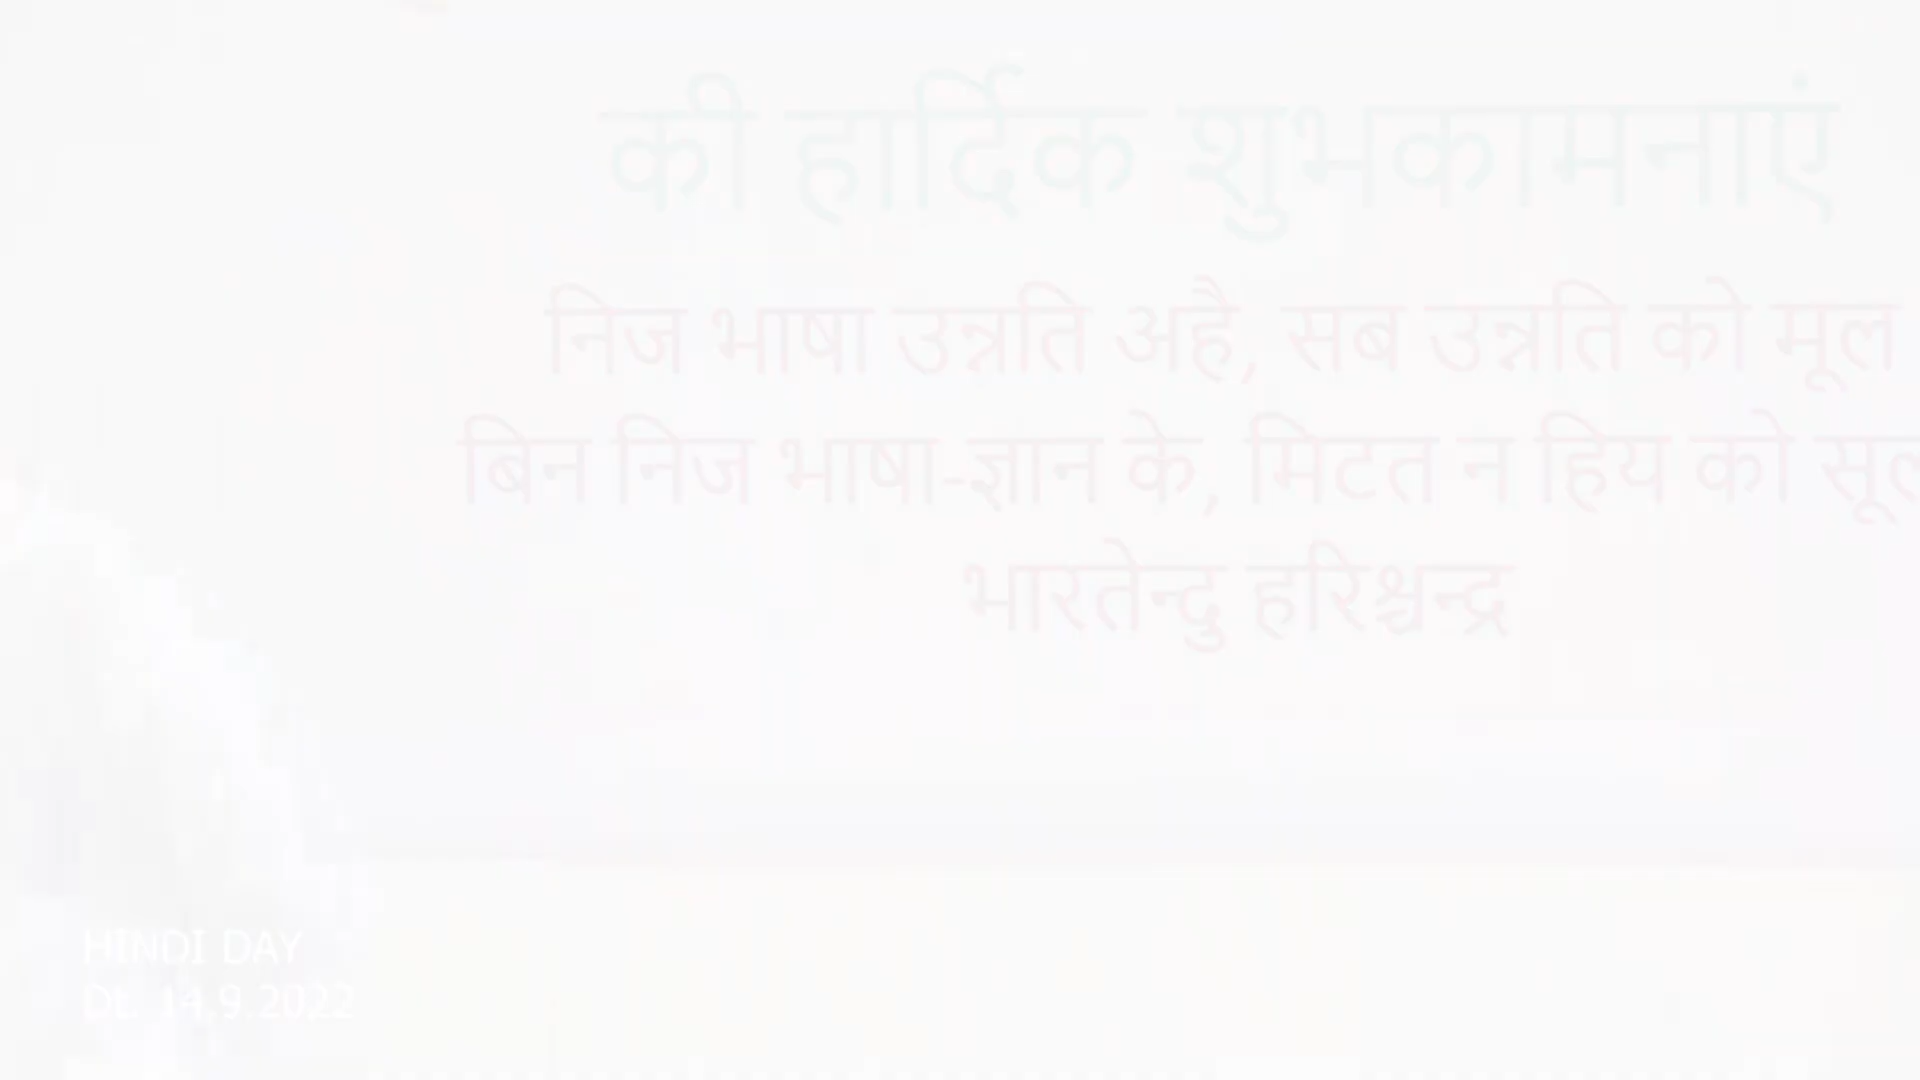 की हार्दिक शुभकामनाएं
निज भाषा उन्नति अहै, सब उन्नति को मूल
बिन निज भाषा-ज्ञान के, मिटत न हिय को सूल
भारतेन्दु हरिश्चन्द्र
HINDI DAY
Dt. 14.9.2022